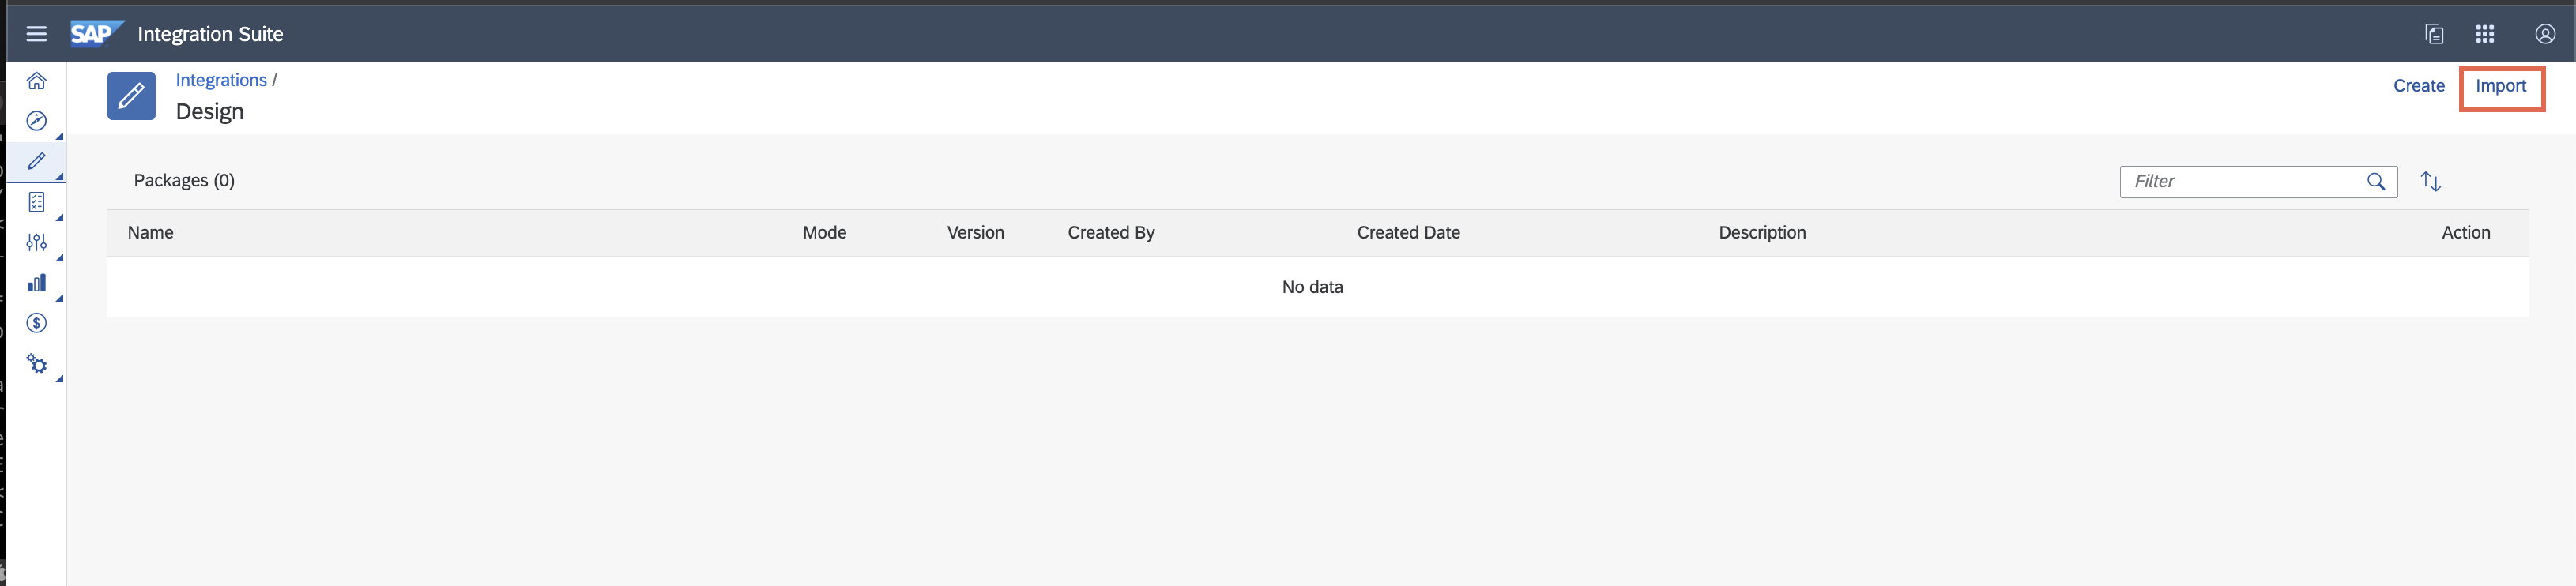 SAP Integration Suite
Integrations /
Design
Create Import
Packages (0)
Filter
Name Mode Version Created By Created Date Description Action
No data